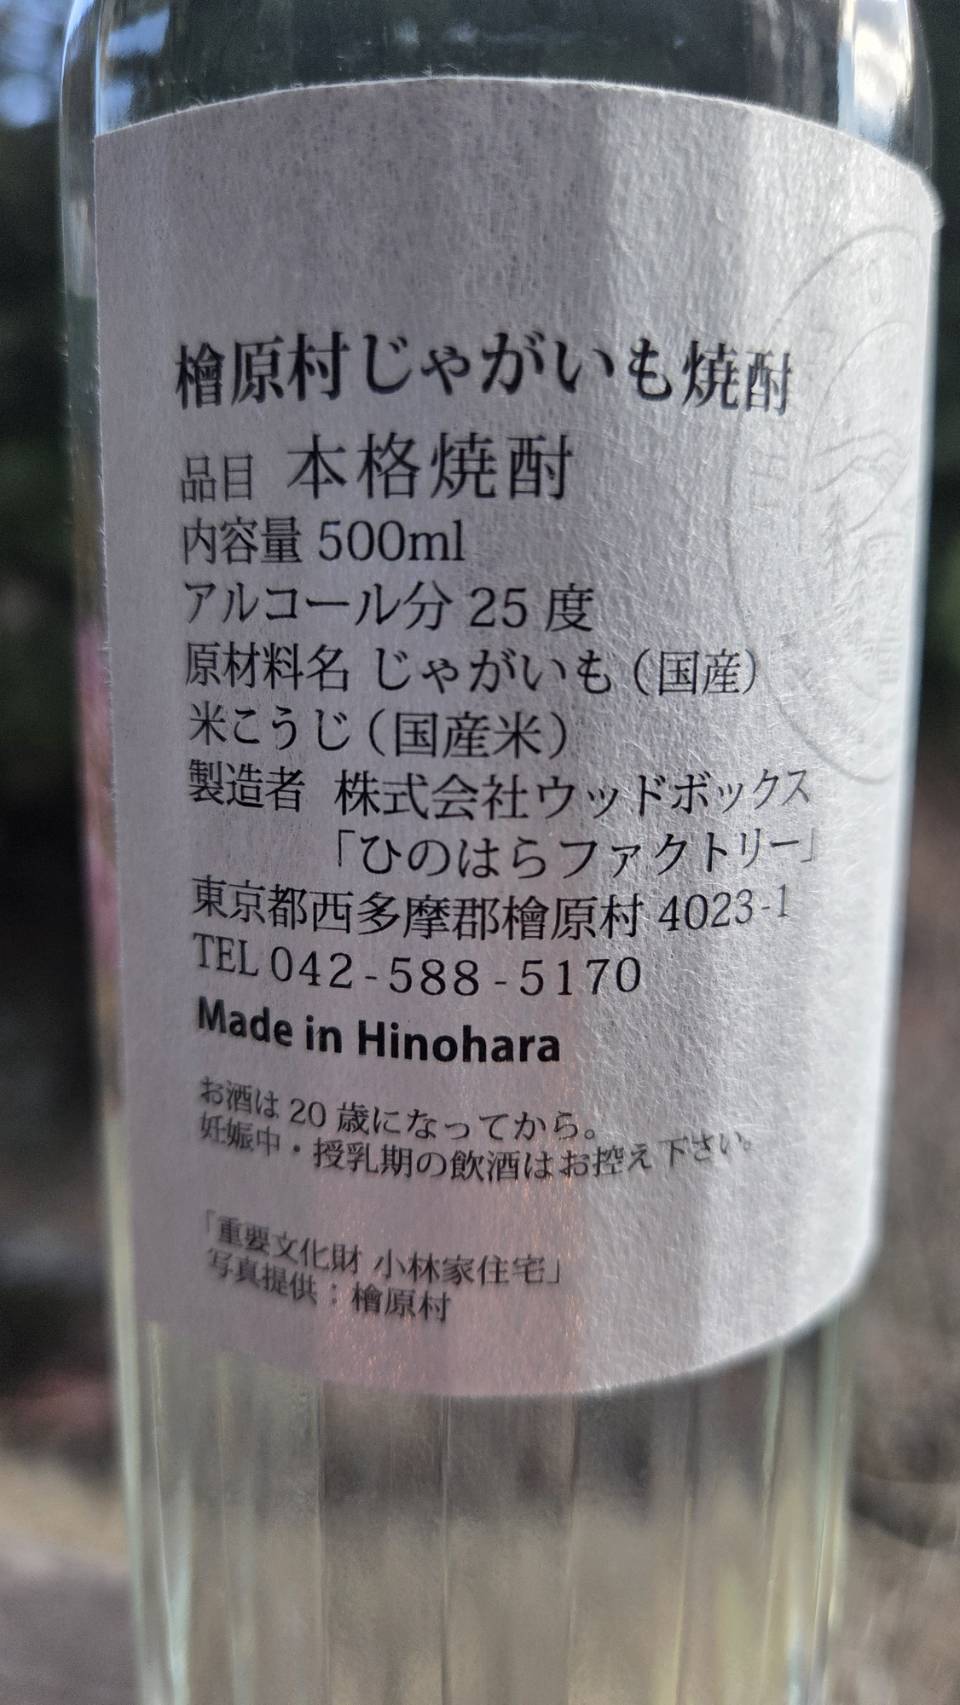 檜原村じゃがいも焼酎
品目 本格焼酎
内容量 500ml
アルコール分 25 度
原材料名 じゃがいも（国産）
米こうじ（国産米）
製造者 株式会社ウッドボックス
「ひのはらファクトリー」
東京都西多摩郡檜原村 4023-1
TEL 042-588-5170
Made in Hinohara
お酒は 20 歳になってから。
妊娠中・授乳期の飲酒はお控え下さい。
「重要文化財 小林家住宅」
写真提供：檜原村